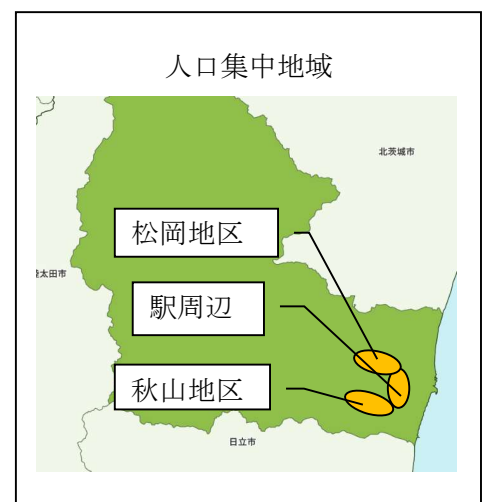 人口集中地域
北茨城市
松岡地区
陸太田市
駅周辺
秋山地区
日立市